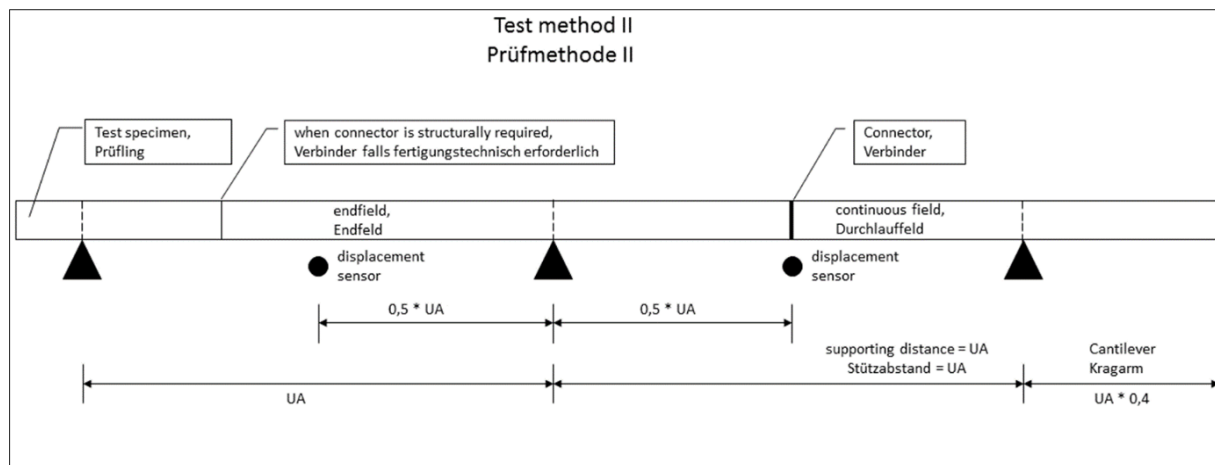 Test method II
Prüfmethode II
Test specimen,
Prüfling
when connector is structurally required,
Verbinder falls fertigungstechnisch erforderlich
Connector,
Verbinder
endfield,
Endfeld
continuous field,
Durchlauffeld
displacement
sensor
displacement
sensor
0,5 * UA
0,5 * UA
supporting distance = UA
Stützabstand = UA
Cantilever
Kragarm
UA
UA * 0,4